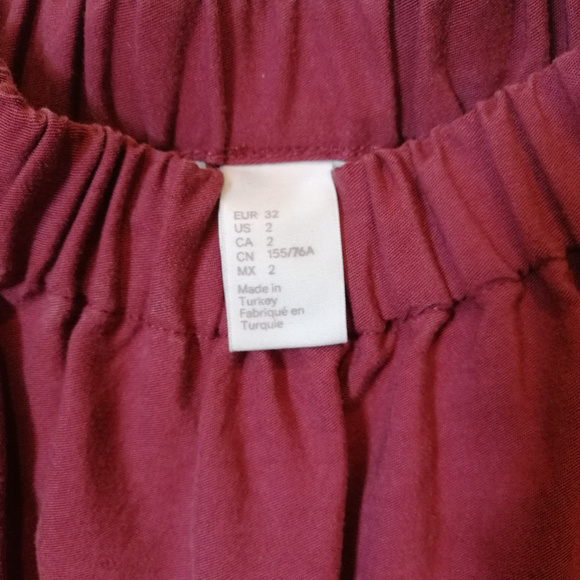 EUR 32
US 2
CA 2
CN 155/76A
MX 2
Made in
Turkey
Fabriqué en
Turquie